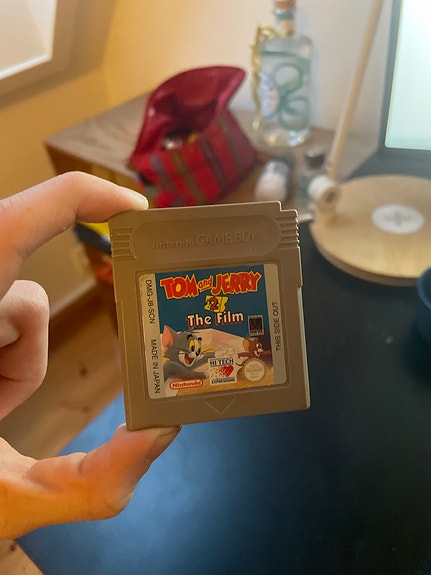 Nintendo GAME BOY
DMG-J8-SCN
MADE IN JAPAN
TOM and JERRY
2
The Film
THIS SIDE OUT
HI TECH
EXPRESSIONS
Nintendo